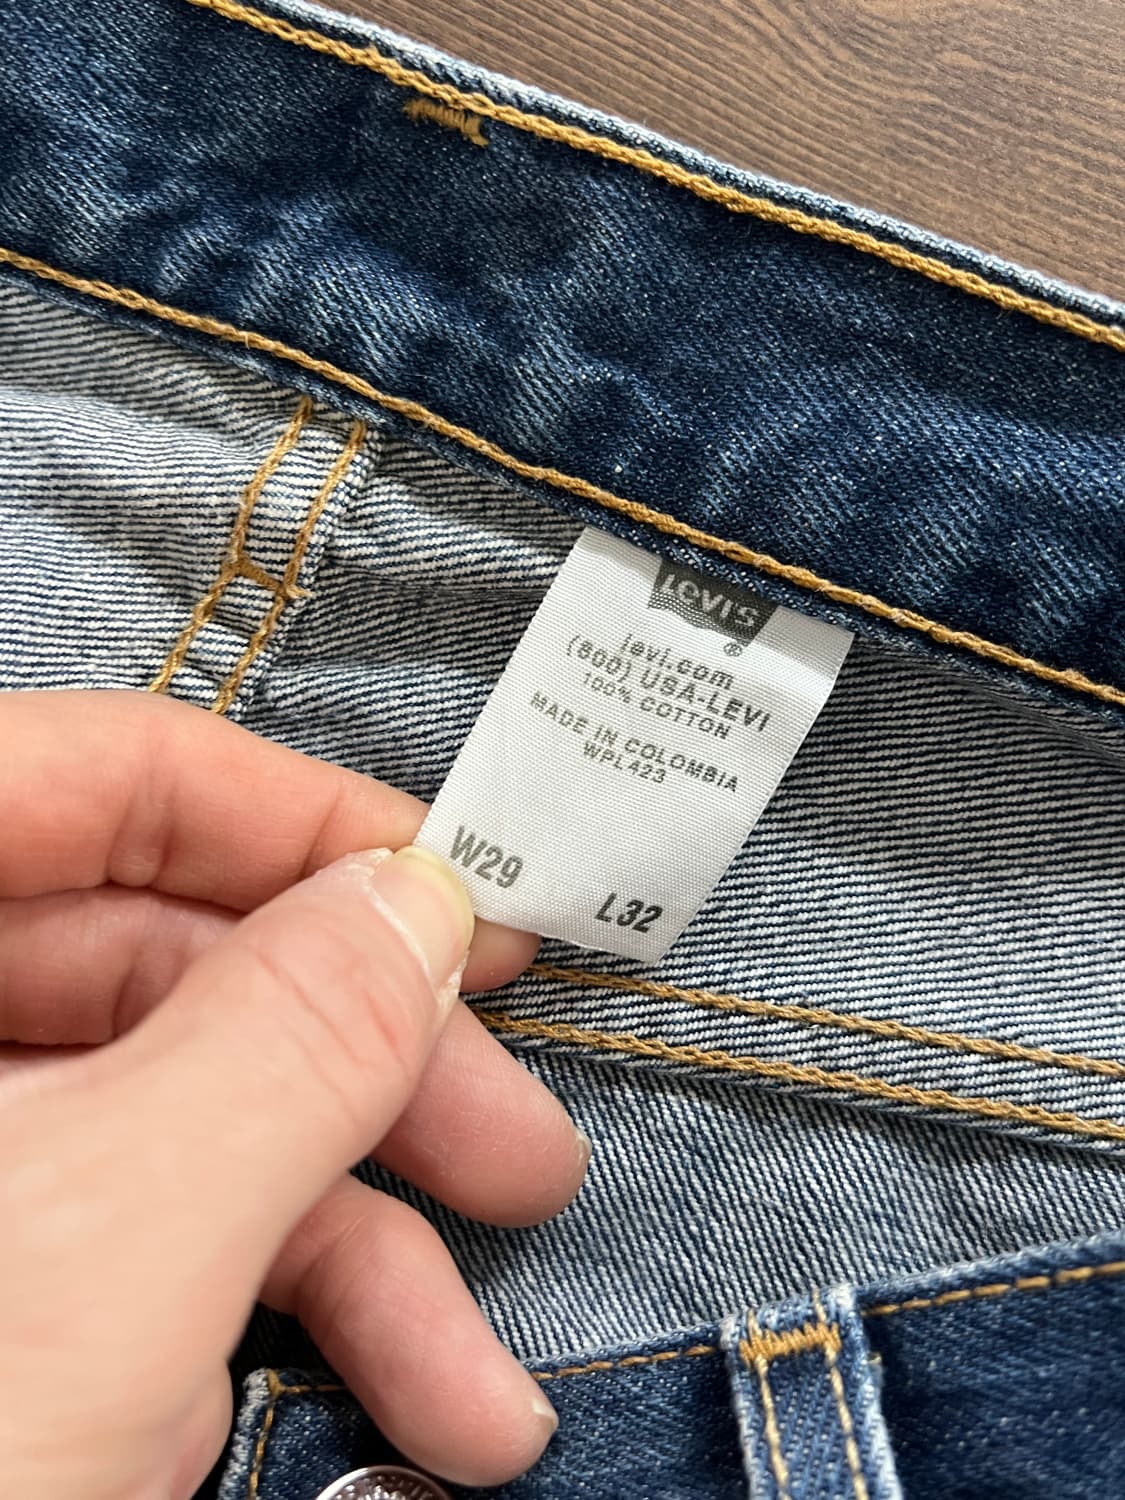 LEVI'S
®
levi.com
(800) USA-LEVI
100% COTTON
MADE IN COLOMBIA
WPL423
W29 L32